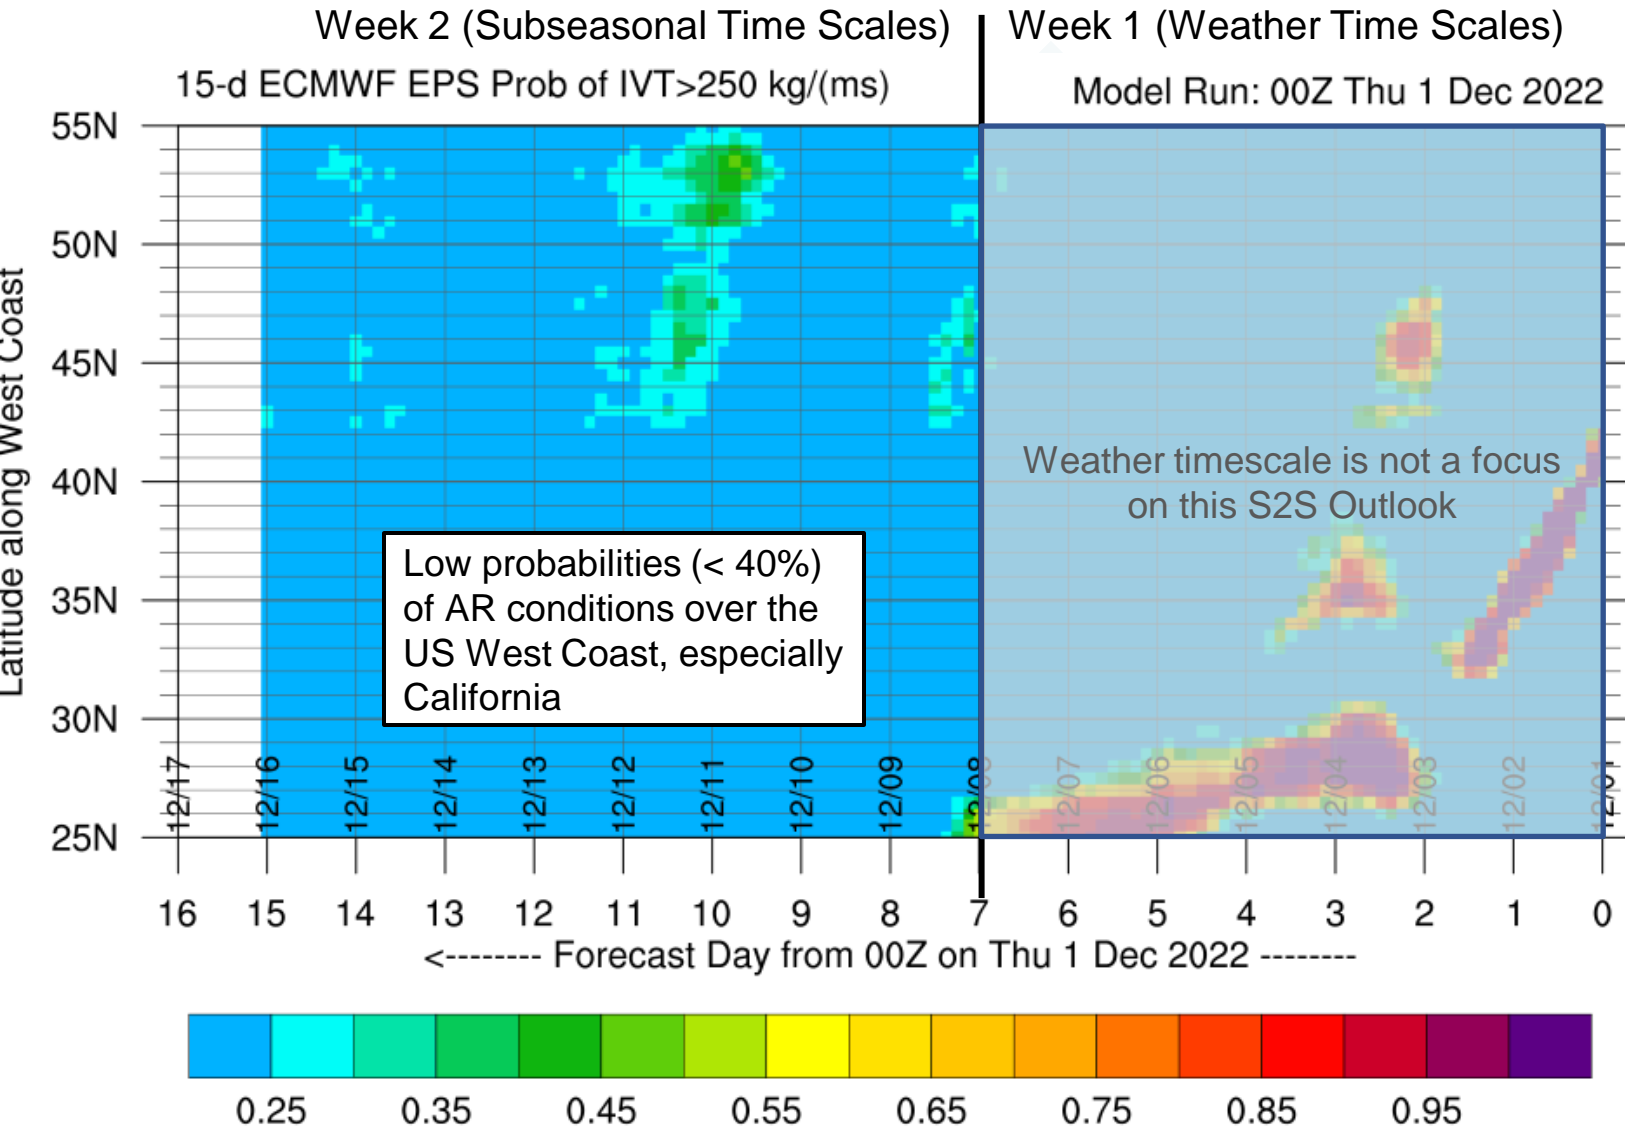 Week 2 (Subseasonal Time Scales)
Week 1 (Weather Time Scales)
15-d ECMWF EPS Prob of IVT>250 kg/(ms)
Model Run: 00Z Thu 1 Dec 2022
55N
50N
45N
40N
35N
30N
25N
Latitude along West Coast
Weather timescale is not a focus
on this S2S Outlook
Low probabilities (< 40%)
of AR conditions over the
US West Coast, especially
California
12/17
12/16
12/15
12/14
12/13
12/12
12/11
12/10
12/09
12/08
12/07
12/06
12/05
12/04
12/03
12/02
12/01
16 15 14 13 12 11 10 9 8 7 6 5 4 3 2 1 0
<-------- Forecast Day from 00Z on Thu 1 Dec 2022 --------
0.25 0.35 0.45 0.55 0.65 0.75 0.85 0.95